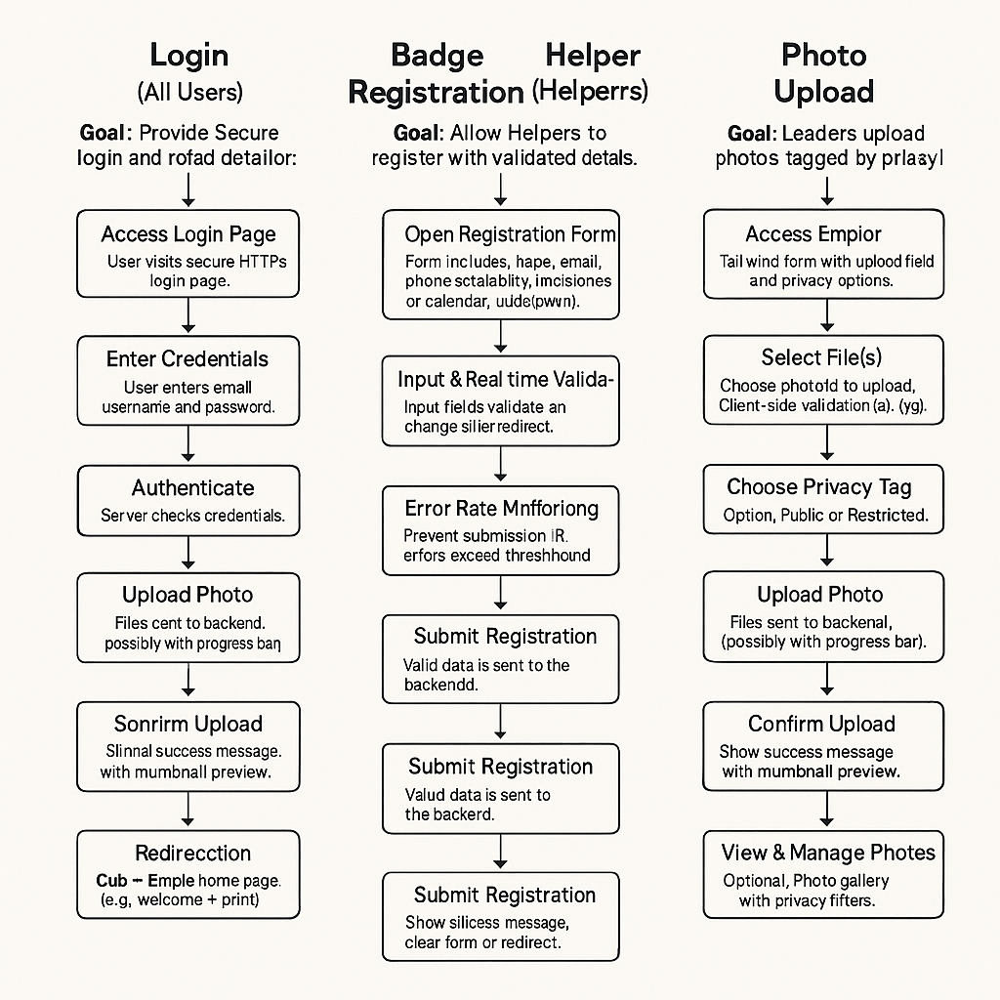 Login
(All Users)
Goal: Provide Secure
login and rofad detailor:
Access Login Page
User visits secure HTTPs
login page.
Enter Credentials
User enters email
username and password.
Authenticate
Server checks credentials.
Upload Photo
Files cent to backend.
possibly with progress bar
Sonrirm Upload
Slinnal success message.
with mumbnall preview.
Redirecction
Cub – Emple home page.
(e.g, welcome + print)
Badge Helper
Registration (Helperrs)
Goal: Allow Helpers to
register with validated detals.
Open Registration Form
Form includes, hape, email,
phone sctalablity, imcisiones
or calendar,
Input & Real time Valida-
Input fields validate an
change silier redirect.
Error Rate Mnfforiong
Prevent submission IR.
erfors exceed threshhound
Submit Registration
Valid data is sent to the
backendd.
Submit Registration
Valud data is sent to
the backerd.
Submit Registration
Show silicess message,
clear form or redirect.
Photo
Upload
Goal: Leaders upload
photos tagged by
Access Empior
Tail wind form with uplood field
and privacy options.
Select File(s)
Choose photofd to upload,
Client-side validation (a). (yg).
Choose Privacy Tag
Option, Public or Restricted.
Upload Photo
Files sent to backenal,
(possibly with progress bar).
Confirm Upload
Show success message
with mumbnall preview.
View & Manage Photes
Optional, Photo gallery
with privacy fifters.